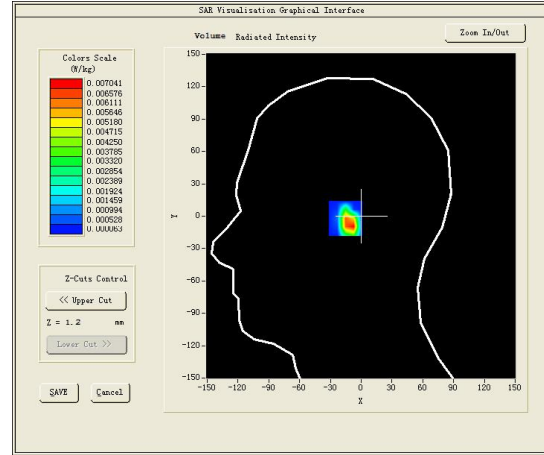 SAR Visualisation Graphical Interface
Volume Radiated Intensity
Zoom In/Out
Colors Scale
(W/kg)
0.007041
0.006576
0.006111
0.005646
0.005180
0.004715
0.004250
0.003785
0.003320
0.002854
0.002389
0.001924
0.001459
0.000994
0.000528
0.000063
Z-Cuts Control
<< Upper Cut
Z = 1.2 mm
Lower Cut >>
SAVE
Cancel
150
120
90
60
30
0
-30
-60
-90
-120
-150
Y
-150 -120 -90 -60 -30 0 30 60 90 120 150
X